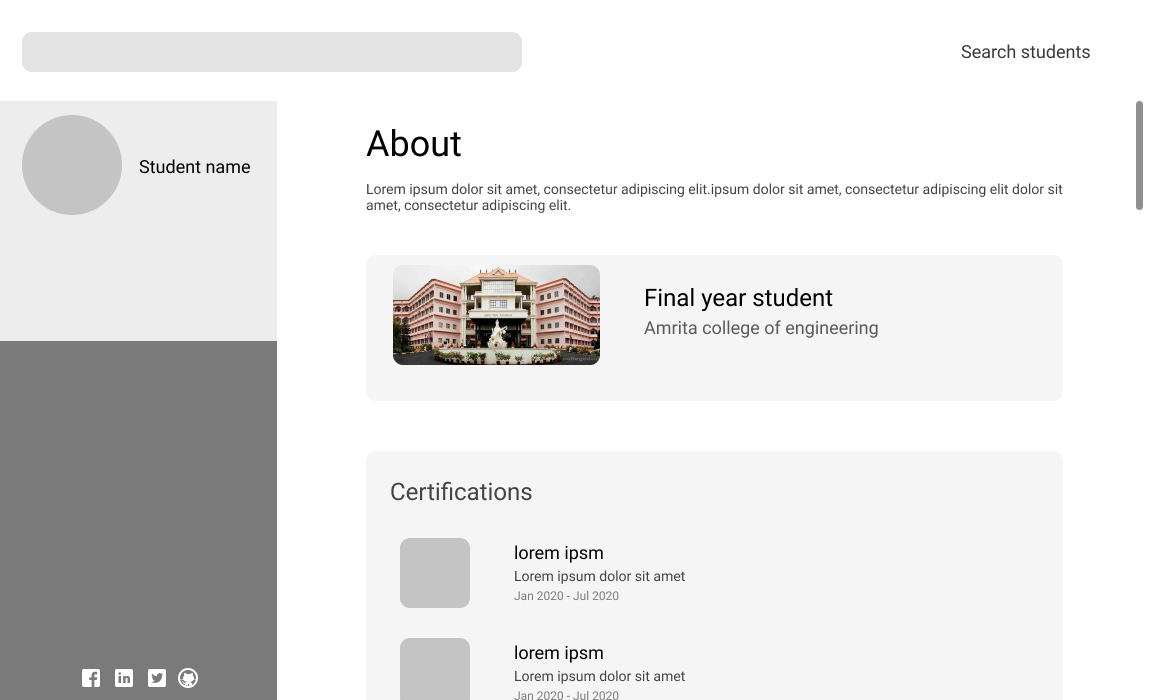 Search students
Student name
About
Lorem ipsum dolor sit amet, consectetur adipiscing elit.ipsum dolor sit amet, consectetur adipiscing elit dolor sit
amet, consectetur adipiscing elit.
Final year student
Amrita college of engineering
Certifications
lorem ipsm
Lorem ipsum dolor sit amet
Jan 2020 - Jul 2020
lorem ipsm
Lorem ipsum dolor sit amet
Jan 2020 - Jul 2020